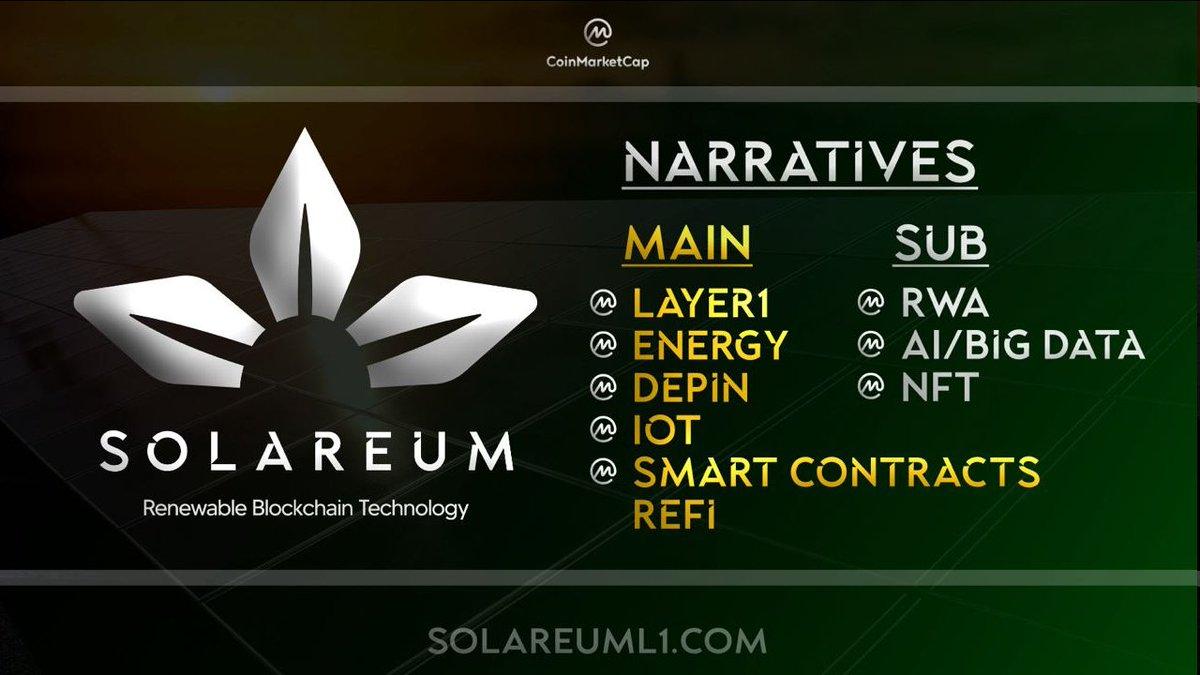 CoinMarketCap
SOLAREUM
Renewable Blockchain Technology
NARRATiVES
MAiN
LAYER1
ENERGY
DEPiN
IOT
SMART CONTRACTS
REFi
SUB
RWA
AI/BiG DATA
NFT
SOLAREUML1.COM